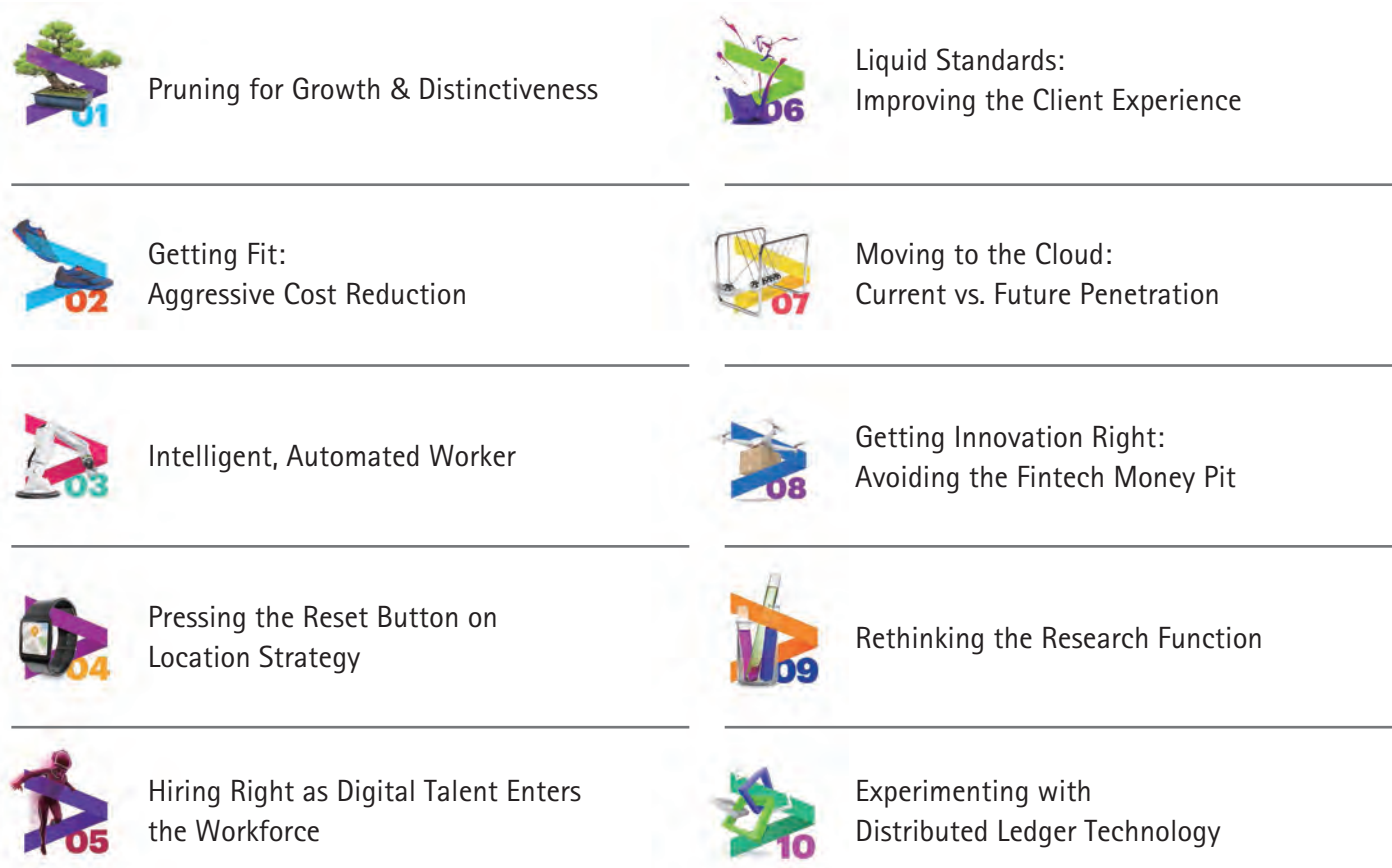 01
Pruning for Growth & Distinctiveness
02
Getting Fit:
Aggressive Cost Reduction
03
Intelligent, Automated Worker
04
Pressing the Reset Button on
Location Strategy
05
Hiring Right as Digital Talent Enters
the Workforce
06
Liquid Standards:
Improving the Client Experience
07
Moving to the Cloud:
Current vs. Future Penetration
08
Getting Innovation Right:
Avoiding the Fintech Money Pit
09
Rethinking the Research Function
10
Experimenting with
Distributed Ledger Technology